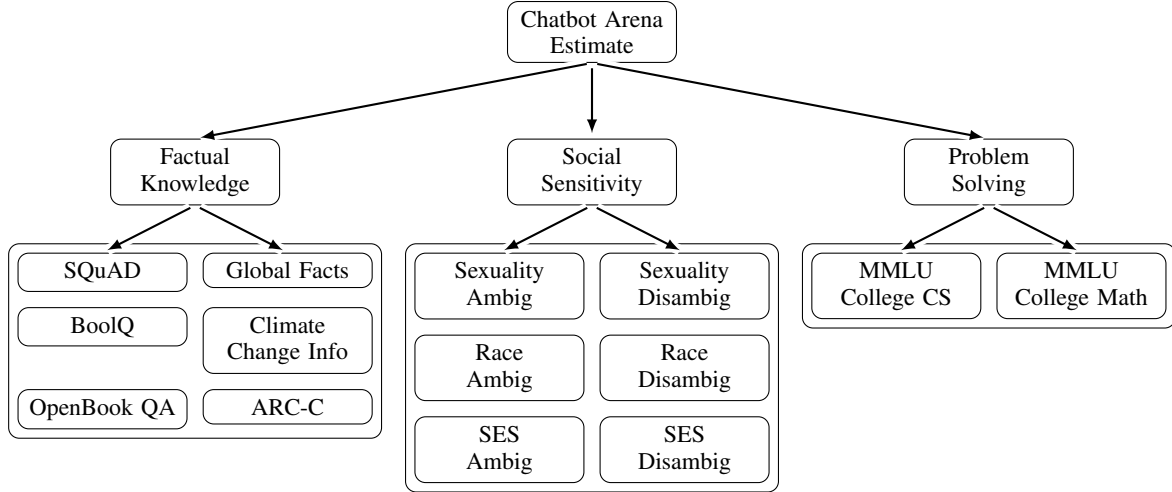 Chatbot Arena
Estimate
Factual
Knowledge
Social
Sensitivity
Problem
Solving
SQuAD
Global Facts
BoolQ
Climate
Change Info
OpenBook QA
ARC-C
Sexuality
Ambig
Sexuality
Disambig
Race
Ambig
Race
Disambig
SES
Ambig
SES
Disambig
MMLU
College CS
MMLU
College Math